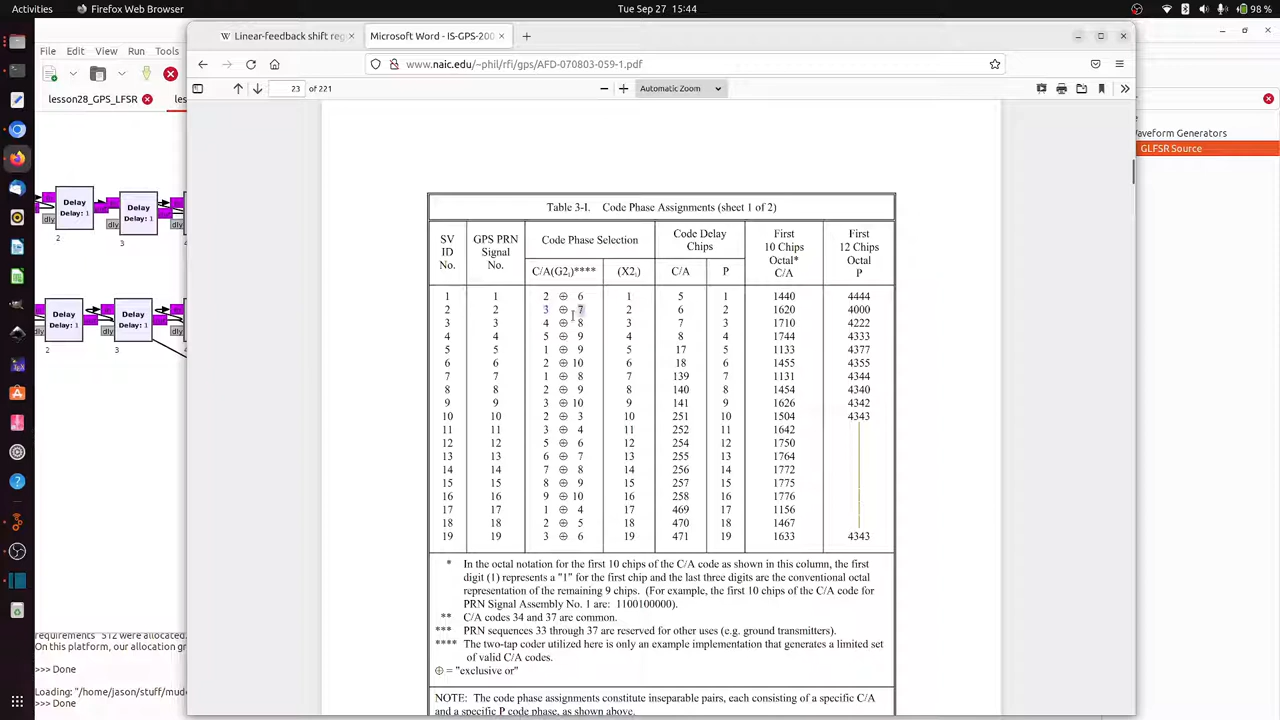 Activities
Firefox Web Browser
Tue Sep 27 15:44
98 %
File Edit View Run Tools
lesson28_GPS_LFSR
Linear-feedback shift reg
Microsoft Word - IS-GPS-200
www.naic.edu/~phil/rfi/gps/AFD-070803-059-1.pdf
23 of 221
Automatic Zoom
Waveform Generators
GLFSR Source
Delay
Delay: 1
2
Delay
Delay: 1
3
Delay
Delay: 1
2
Delay
Delay: 1
3
Table 3-I. Code Phase Assignments (sheet 1 of 2)
SV ID No. GPS PRN Signal No. Code Phase Selection Code Delay Chips First 10 Chips Octal* C/A First 12 Chips Octal P
C/A(G2i)**** (X2i) C/A P
1 1 2 ⊕ 6 1 5 1 1440 4444
2 2 3 ⊕ 7 2 6 2 1620 4000
3 3 4 ⊕ 8 3 7 3 1710 4222
4 4 5 ⊕ 9 4 8 4 1744 4333
5 5 1 ⊕ 9 5 17 5 1133 4377
6 6 2 ⊕ 10 6 18 6 1455 4355
7 7 1 ⊕ 8 7 139 7 1131 4344
8 8 2 ⊕ 9 8 140 8 1454 4340
9 9 3 ⊕ 10 9 141 9 1626 4342
10 10 2 ⊕ 3 10 251 10 1504 4343
11 11 3 ⊕ 4 11 252 11 1642
12 12 5 ⊕ 6 12 254 12 1750
13 13 6 ⊕ 7 13 255 13 1764
14 14 7 ⊕ 8 14 256 14 1772
15 15 8 ⊕ 9 15 257 15 1775
16 16 9 ⊕ 10 16 258 16 1776
17 17 1 ⊕ 4 17 469 17 1156
18 18 2 ⊕ 5 18 470 18 1467
19 19 3 ⊕ 6 19 471 19 1633 4343
* In the octal notation for the first 10 chips of the C/A code as shown in this column, the first
digit (1) represents a "1" for the first chip and the last three digits are the conventional octal
representation of the remaining 9 chips. (For example, the first 10 chips of the C/A code for
PRN Signal Assembly No. 1 are: 1100100000).
** C/A codes 34 and 37 are common.
*** PRN sequences 33 through 37 are reserved for other uses (e.g. ground transmitters).
**** The two-tap coder utilized here is only an example implementation that generates a limited set
of valid C/A codes.
⊕ = "exclusive or"
NOTE: The code phase assignments constitute inseparable pairs, each consisting of a specific C/A
and a specific P code phase, as shown above.
requirements 512 were allocated.
On this platform, our allocation gr
>>> Done
Loading: "/home/jason/stuff/mud
>>> Done